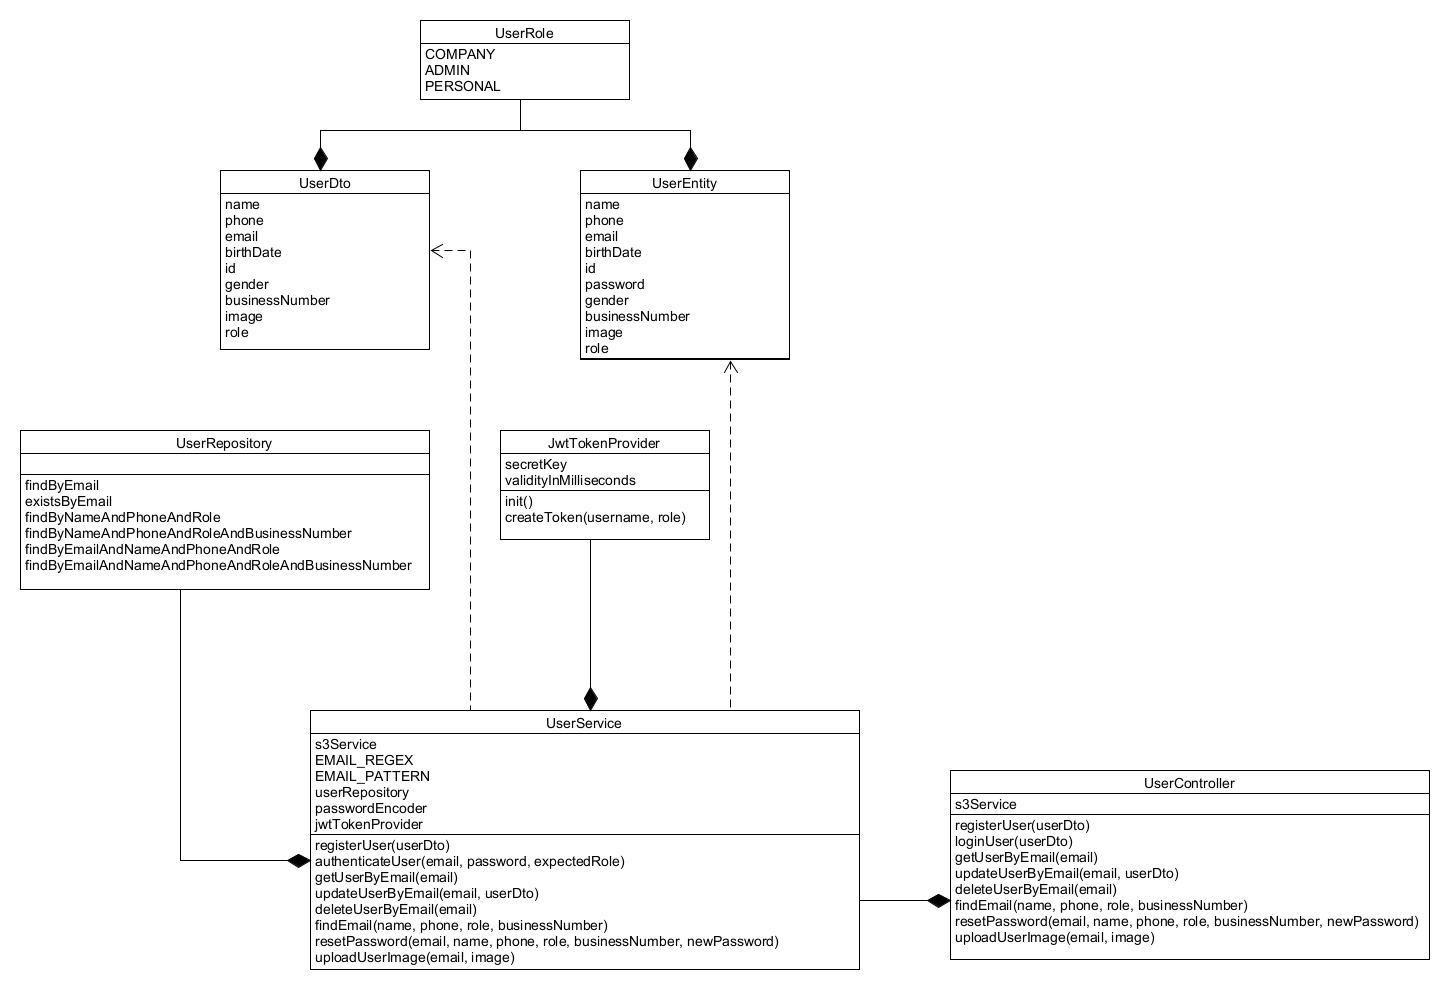 UserRole
COMPANY
ADMIN
PERSONAL
UserDto
name
phone
email
birthDate
id
gender
businessNumber
image
role
UserEntity
name
phone
email
birthDate
id
password
gender
businessNumber
image
role
UserRepository
findByEmail
existsByEmail
findByNameAndPhoneAndRole
findByNameAndPhoneAndRoleAndBusinessNumber
findByEmailAndNameAndPhoneAndRole
findByEmailAndNameAndPhoneAndRoleAndBusinessNumber
JwtTokenProvider
secretKey
validityInMilliseconds
init()
createToken(username, role)
UserService
s3Service
EMAIL_REGEX
EMAIL_PATTERN
userRepository
passwordEncoder
jwtTokenProvider
registerUser(userDto)
authenticateUser(email, password, expectedRole)
getUserByEmail(email)
updateUserByEmail(email, userDto)
deleteUserByEmail(email)
findEmail(name, phone, role, businessNumber)
resetPassword(email, name, phone, role, businessNumber, newPassword)
uploadUserImage(email, image)
UserController
s3Service
registerUser(userDto)
loginUser(userDto)
getUserByEmail(email)
updateUserByEmail(email, userDto)
deleteUserByEmail(email)
findEmail(name, phone, role, businessNumber)
resetPassword(email, name, phone, role, businessNumber, newPassword)
uploadUserImage(email, image)